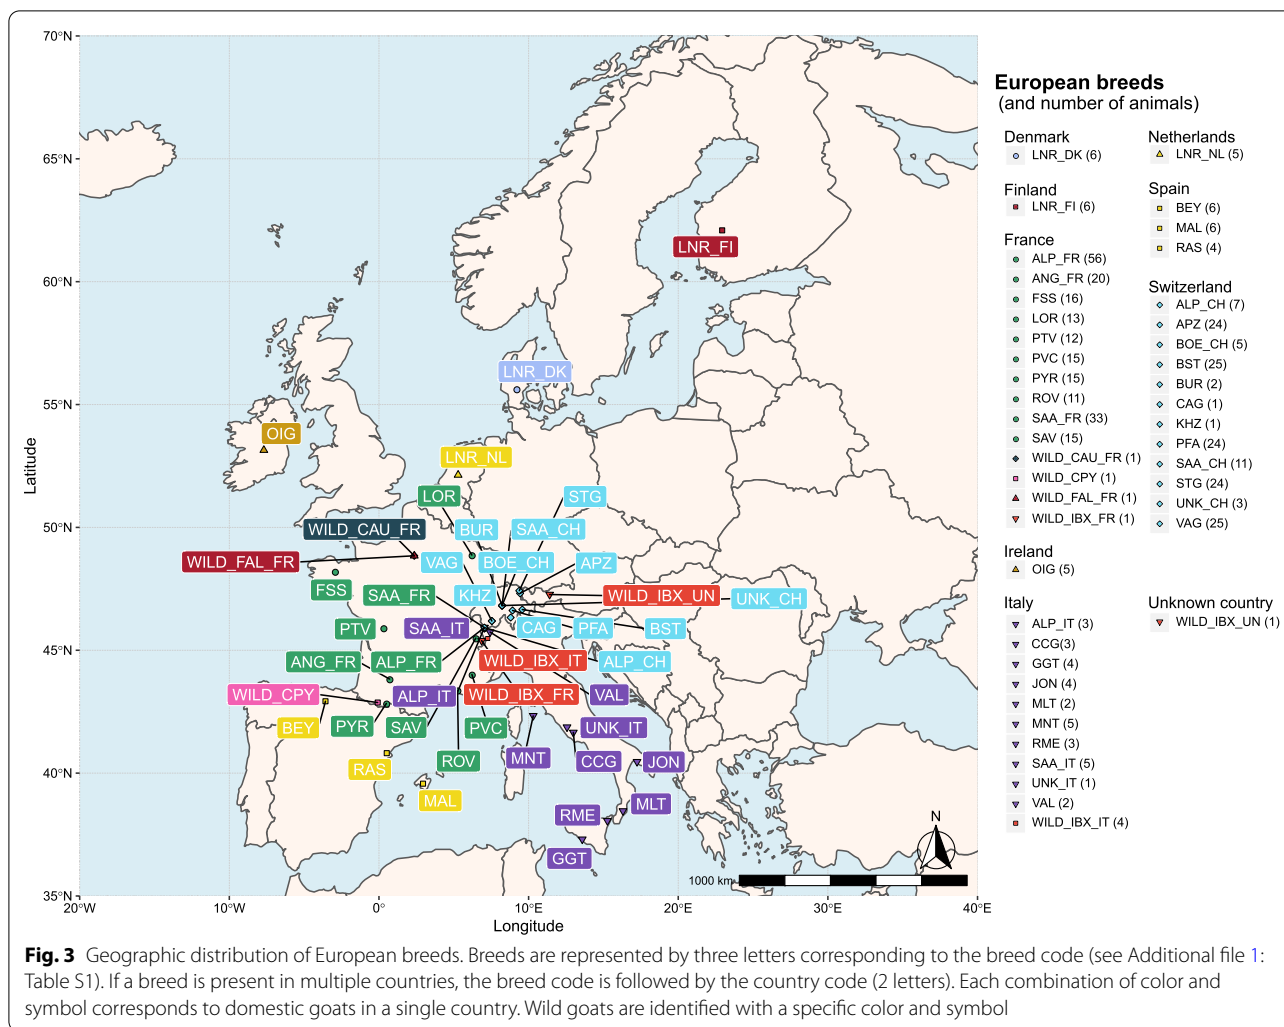 70°N
65°N
60°N
55°N
50°N
45°N
40°N
35°N
20°W
10°W
0°
10°E
20°E
30°E
40°E
Latitude
Longitude
LNR_FI
LNR_DK
OIG
LNR_NL
LOR
STG
WILD_CAU_FR
BUR
SAA_CH
WILD_FAL_FR
VAG
BOE_CH
APZ
FSS
SAA_FR
KHZ
WILD_IBX_UN
UNK_CH
PTV
SAA_IT
CAG
PFA
BST
ANG_FR
ALP_FR
WILD_IBX_IT
ALP_CH
WILD_CPY
ALP_IT
WILD_IBX_FR
VAL
BEY
PYR
SAV
PVC
UNK_IT
RAS
ROV
MNT
CCG
JON
MAL
RME
MLT
GGT
N
1000 km
European breeds
(and number of animals)
Denmark
LNR_DK (6)
Finland
LNR_FI (6)
France
ALP_FR (56)
ANG_FR (20)
FSS (16)
LOR (13)
PTV (12)
PVC (15)
PYR (15)
ROV (11)
SAA_FR (33)
SAV (15)
WILD_CAU_FR (1)
WILD_CPY (1)
WILD_FAL_FR (1)
WILD_IBX_FR (1)
Ireland
OIG (5)
Italy
ALP_IT (3)
CCG(3)
GGT (4)
JON (4)
MLT (2)
MNT (5)
RME (3)
SAA_IT (5)
UNK_IT (1)
VAL (2)
WILD_IBX_IT (4)
Netherlands
LNR_NL (5)
Spain
BEY (6)
MAL (6)
RAS (4)
Switzerland
ALP_CH (7)
APZ (24)
BOE_CH (5)
BST (25)
BUR (2)
CAG (1)
KHZ (1)
PFA (24)
SAA_CH (11)
STG (24)
UNK_CH (3)
VAG (25)
Unknown country
WILD_IBX_UN (1)
Fig. 3 Geographic distribution of European breeds. Breeds are represented by three letters corresponding to the breed code (see Additional file 1:
Table S1). If a breed is present in multiple countries, the breed code is followed by the country code (2 letters). Each combination of color and
symbol corresponds to domestic goats in a single country. Wild goats are identified with a specific color and symbol